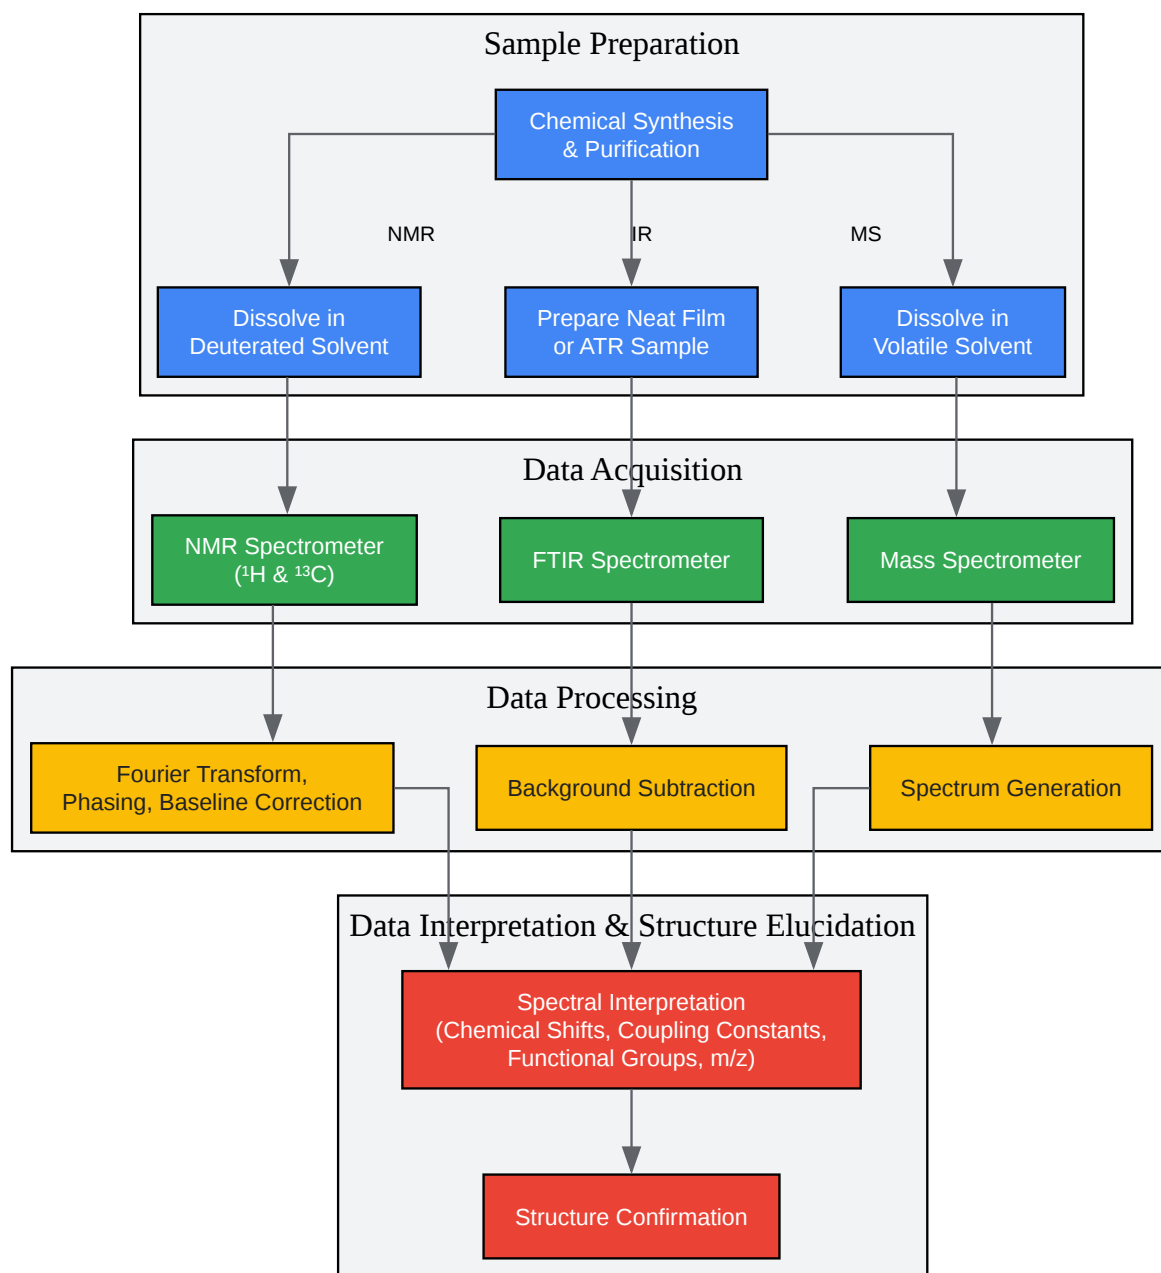 Sample Preparation
Chemical Synthesis
& Purification
NMR
IR
MS
Dissolve in
Deuterated Solvent
Prepare Neat Film
or ATR Sample
Dissolve in
Volatile Solvent
Data Acquisition
NMR Spectrometer
(¹H & ¹³C)
FTIR Spectrometer
Mass Spectrometer
Data Processing
Fourier Transform,
Phasing, Baseline Correction
Background Subtraction
Spectrum Generation
Data Interpretation & Structure Elucidation
Spectral Interpretation
(Chemical Shifts, Coupling Constants,
Functional Groups, m/z)
Structure Confirmation